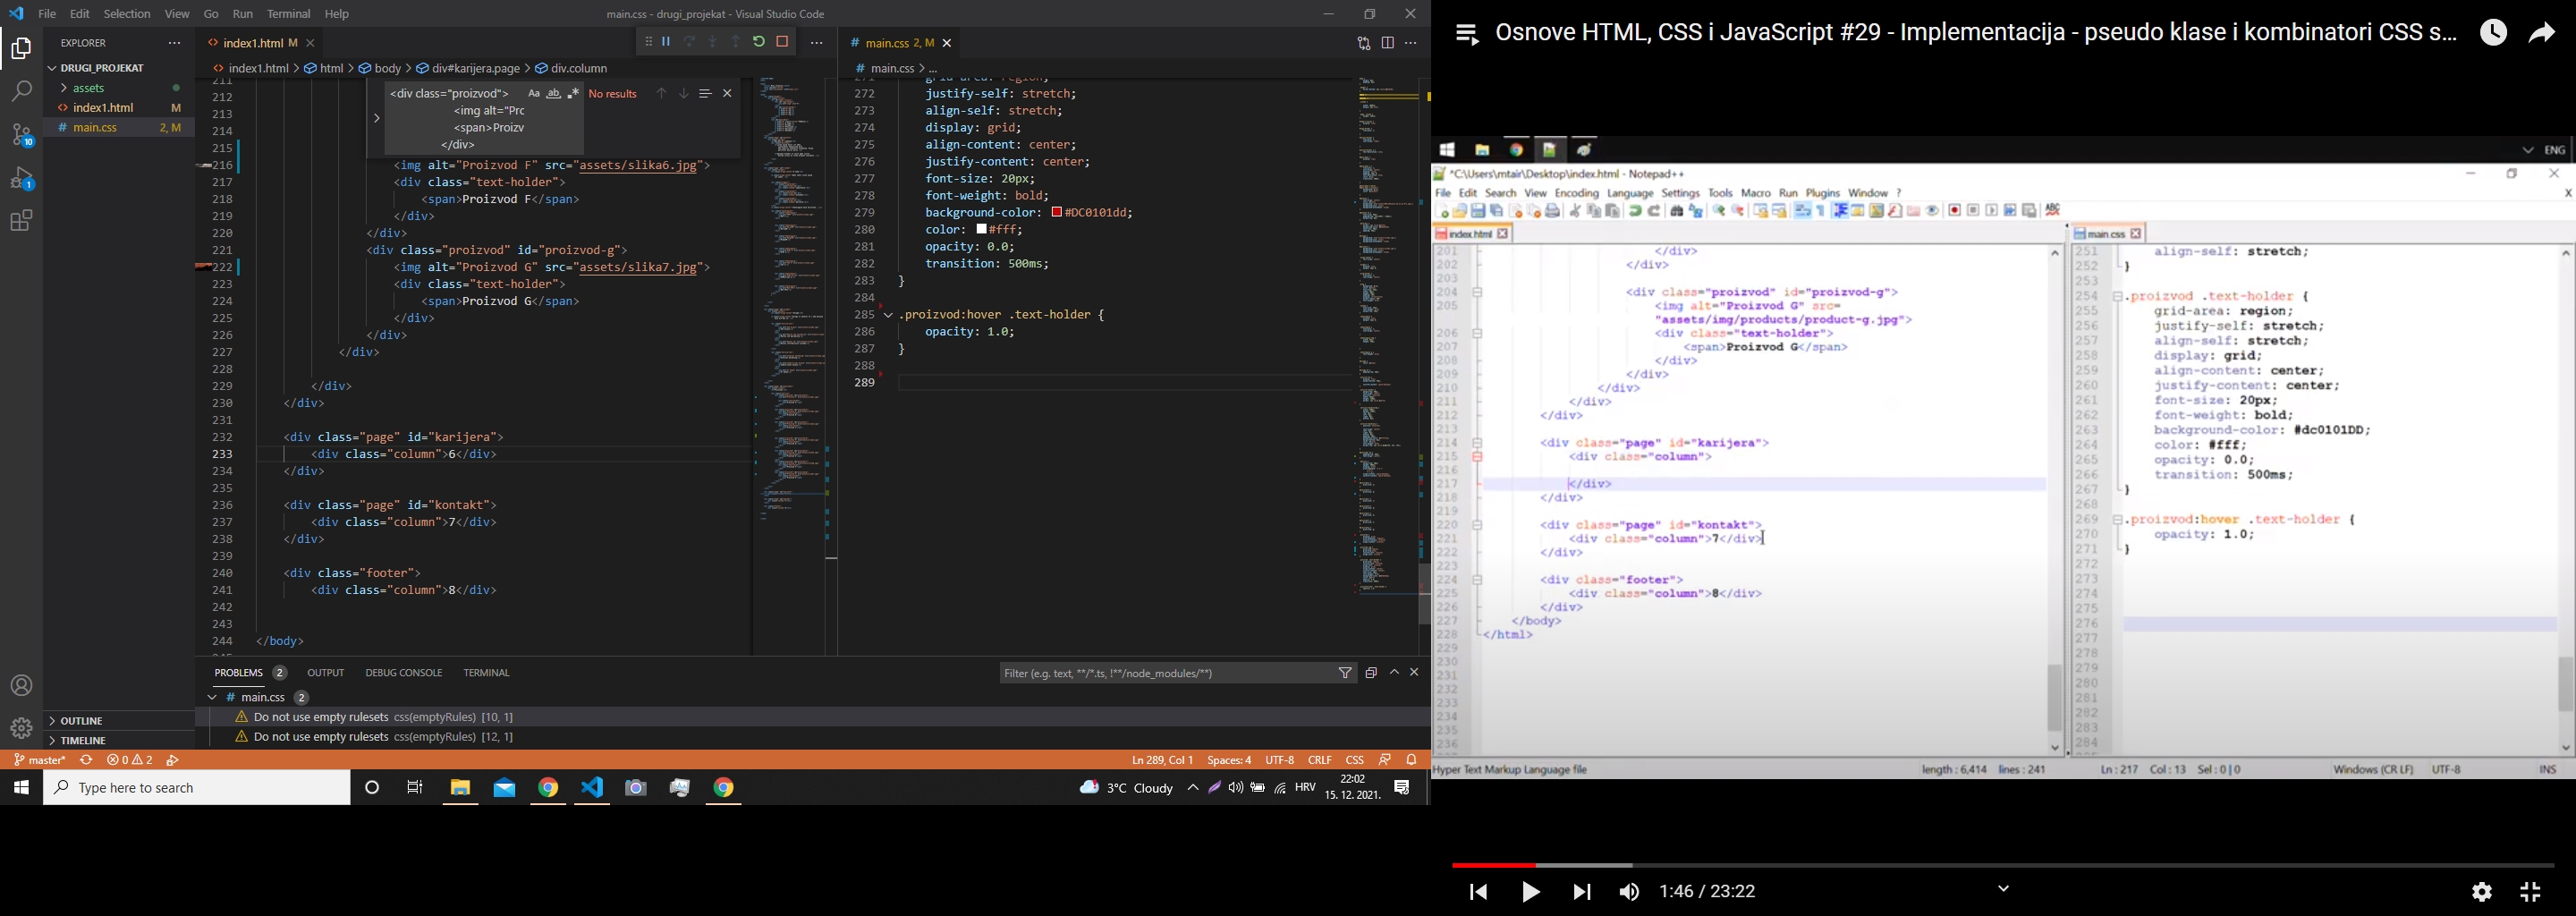 File Edit Selection View Go Run Terminal Help
main.css - drugi_projekat - Visual Studio Code
EXPLORER
DRUGI_PROJEKAT
assets
index1.html M
main.css 2, M
OUTLINE
TIMELINE
index1.html M
index1.html > html > body > div#karijera.page > div.column
<div class="proizvod"> Aa ab No results
<img alt="Prc
<span>Proizv
</div>
211
212
213
214
215
216 <img alt="Proizvod F" src="assets/slika6.jpg">
217 <div class="text-holder">
218 <span>Proizvod F</span>
219 </div>
220 </div>
221 <div class="proizvod" id="proizvod-g">
222 <img alt="Proizvod G" src="assets/slika7.jpg">
223 <div class="text-holder">
224 <span>Proizvod G</span>
225 </div>
226 </div>
227 </div>
228
229 </div>
230 </div>
231
232 <div class="page" id="karijera">
233 <div class="column">6</div>
234 </div>
235
236 <div class="page" id="kontakt">
237 <div class="column">7</div>
238 </div>
239
240 <div class="footer">
241 <div class="column">8</div>
242
243
244 </body>
main.css 2, M
main.css > ...
271 grid-area: region;
272 justify-self: stretch;
273 align-self: stretch;
274 display: grid;
275 align-content: center;
276 justify-content: center;
277 font-size: 20px;
278 font-weight: bold;
279 background-color: #DC0101dd;
280 color: #fff;
281 opacity: 0.0;
282 transition: 500ms;
283 }
284
285 .proizvod:hover .text-holder {
286 opacity: 1.0;
287 }
288
289
PROBLEMS 2 OUTPUT DEBUG CONSOLE TERMINAL
Filter (e.g. text, **/*.ts, !**/node_modules/**)
main.css 2
Do not use empty rulesets css(emptyRules) [10, 1]
Do not use empty rulesets css(emptyRules) [12, 1]
master* 0 2
Ln 289, Col 1 Spaces: 4 UTF-8 CRLF CSS
Type here to search
3°C Cloudy HRV 22:02
15. 12. 2021.
Osnove HTML, CSS i JavaScript #29 - Implementacija - pseudo klase i kombinatori CSS s...
ENG
*C:\Users\mtair\Desktop\index.html - Notepad++
File Edit Search View Encoding Language Settings Tools Macro Run Plugins Window ? X
index.html
201 </div>
202 </div>
203
204 <div class="proizvod" id="proizvod-g">
205 <img alt="Proizvod G" src=
"assets/img/products/product-g.jpg">
206 <div class="text-holder">
207 <span>Proizvod G</span>
208 </div>
209 </div>
210 </div>
211 </div>
212 </div>
213
214 <div class="page" id="karijera">
215 <div class="column">
216
217 </div>
218 </div>
219
220 <div class="page" id="kontakt">
221 <div class="column">7</div>
222 </div>
223
224 <div class="footer">
225 <div class="column">8</div>
226 </div>
227 </body>
228 </html>
229
230
231
232
233
234
235
236
main.css
251 align-self: stretch;
252 }
253
254 .proizvod .text-holder {
255 grid-area: region;
256 justify-self: stretch;
257 align-self: stretch;
258 display: grid;
259 align-content: center;
260 justify-content: center;
261 font-size: 20px;
262 font-weight: bold;
263 background-color: #dc0101DD;
264 color: #fff;
265 opacity: 0.0;
266 transition: 500ms;
267 }
268
269 .proizvod:hover .text-holder {
270 opacity: 1.0;
271 }
272
273
274
275
276
277
278
279
280
281
282
283
284
Hyper Text Markup Language file length : 6,414 lines : 241 Ln : 217 Col : 13 Sel : 0 | 0 Windows (CR LF) UTF-8 INS
1:46 / 23:22